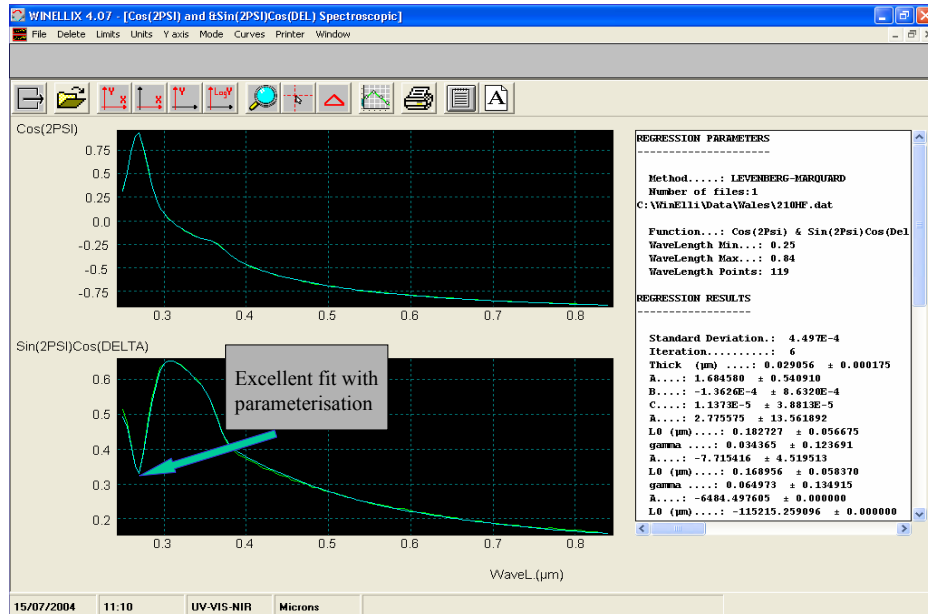 WINELLIX 4.07 - [Cos(2PSI) and &Sin(2PSI)Cos(DEL) Spectroscopic]
File Delete Limits Units Y axis Mode Curves Printer Window
Y X X Y LogY A
Cos(2PSI)
0.75
0.5
0.25
0.0
-0.25
-0.5
-0.75
0.3 0.4 0.5 0.6 0.7 0.8
Sin(2PSI)Cos(DELTA)
0.6
0.5
0.4
0.3
0.2
0.3 0.4 0.5 0.6 0.7 0.8
WaveL.(µm)
Excellent fit with
parameterisation
REGRESSION PARAMETERS
----------------------
Method.....: LEVENBERG-MARQUARD
Number of files:1
C:\WinElli\Data\Wales\210HF.dat
Function...: Cos(2Psi) & Sin(2Psi)Cos(Del
WaveLength Min...: 0.25
WaveLength Max...: 0.84
WaveLength Points: 119
REGRESSION RESULTS
-------------------
Standard Deviation.: 4.497E-4
Iteration..........: 6
Thick (µm) ....: 0.029056 ± 0.000175
A....: 1.684580 ± 0.540910
B....: -1.3626E-4 ± 8.6320E-4
C....: 1.1373E-5 ± 3.8813E-5
A....: 2.775575 ± 13.561892
L0 (µm)....: 0.182727 ± 0.056675
gamma ....: 0.034365 ± 0.123691
A....: -7.715416 ± 4.519513
L0 (µm)....: 0.168956 ± 0.058370
gamma ....: 0.064973 ± 0.134915
A....: -6484.497605 ± 0.000000
L0 (µm)....: -115215.259096 ± 0.000000
15/07/2004 11:10 UV-VIS-NIR Microns